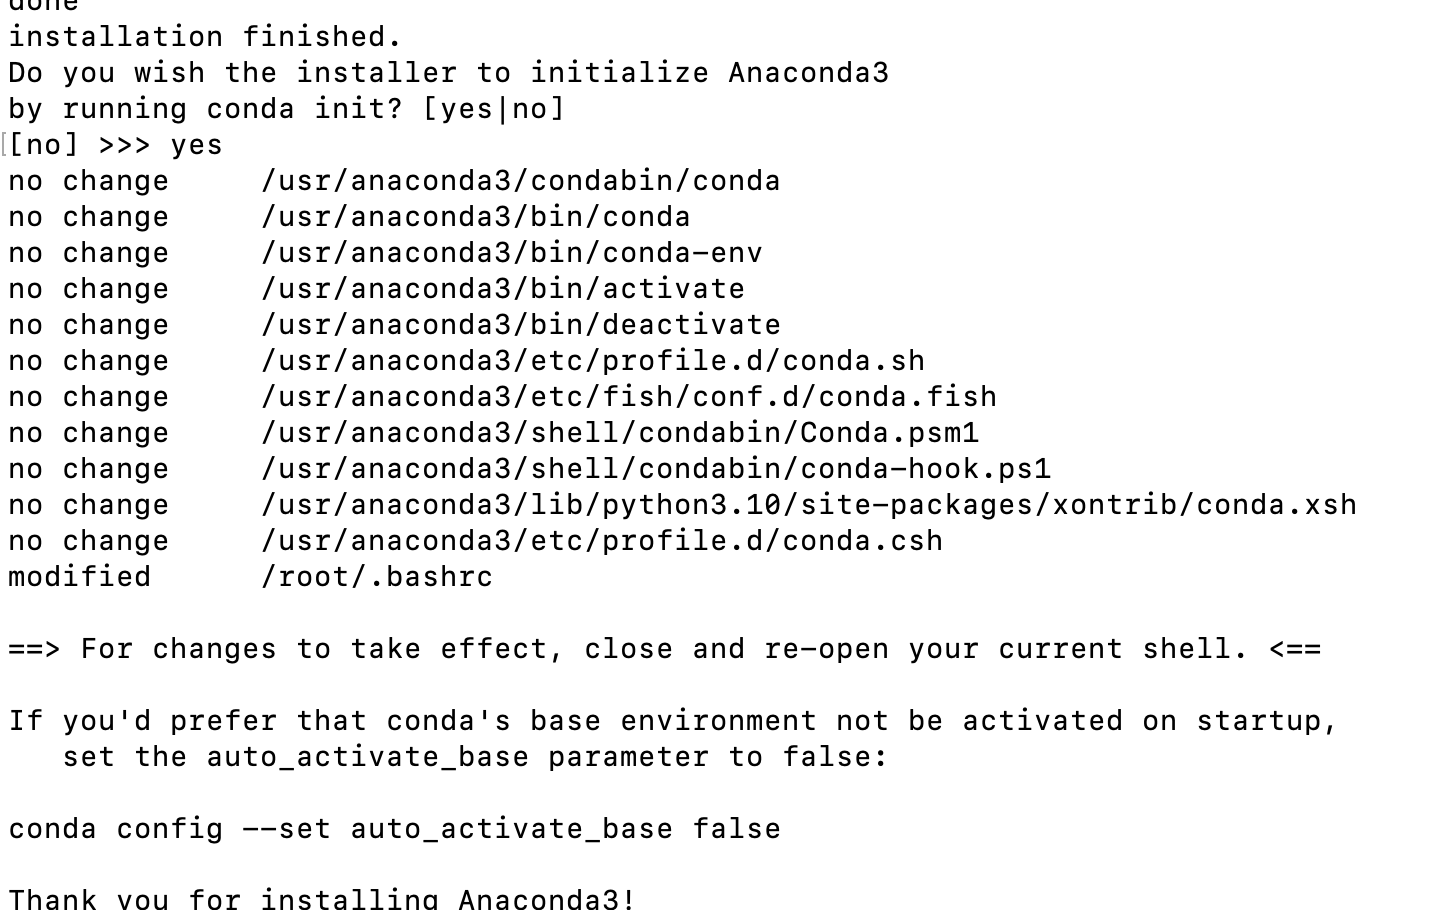 done
installation finished.
Do you wish the installer to initialize Anaconda3
by running conda init? [yes|no]
[[no] >>> yes
no change     /usr/anaconda3/condabin/conda
no change     /usr/anaconda3/bin/conda
no change     /usr/anaconda3/bin/conda-env
no change     /usr/anaconda3/bin/activate
no change     /usr/anaconda3/bin/deactivate
no change     /usr/anaconda3/etc/profile.d/conda.sh
no change     /usr/anaconda3/etc/fish/conf.d/conda.fish
no change     /usr/anaconda3/shell/condabin/Conda.psm1
no change     /usr/anaconda3/shell/condabin/conda-hook.ps1
no change     /usr/anaconda3/lib/python3.10/site-packages/xontrib/conda.xsh
no change     /usr/anaconda3/etc/profile.d/conda.csh
modified      /root/.bashrc
==> For changes to take effect, close and re-open your current shell. <==
If you'd prefer that conda's base environment not be activated on startup,
   set the auto_activate_base parameter to false:
conda config --set auto_activate_base false
Thank you for installing Anaconda3!